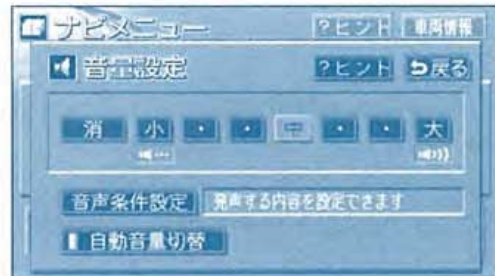 ナビメニュー ?ヒント 車両情報
音量設定 ?ヒント 戻る
消 小 ・ ・ 中 ・ ・ 大
音声条件設定 発声する内容を設定できます
自動音量切替